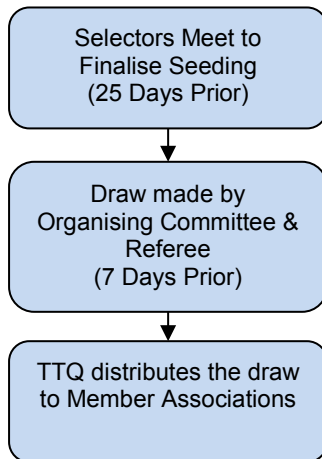 Selectors Meet to
Finalise Seeding
(25 Days Prior)
Draw made by
Organising Committee &
Referee
(7 Days Prior)
TTQ distributes the draw
to Member Associations